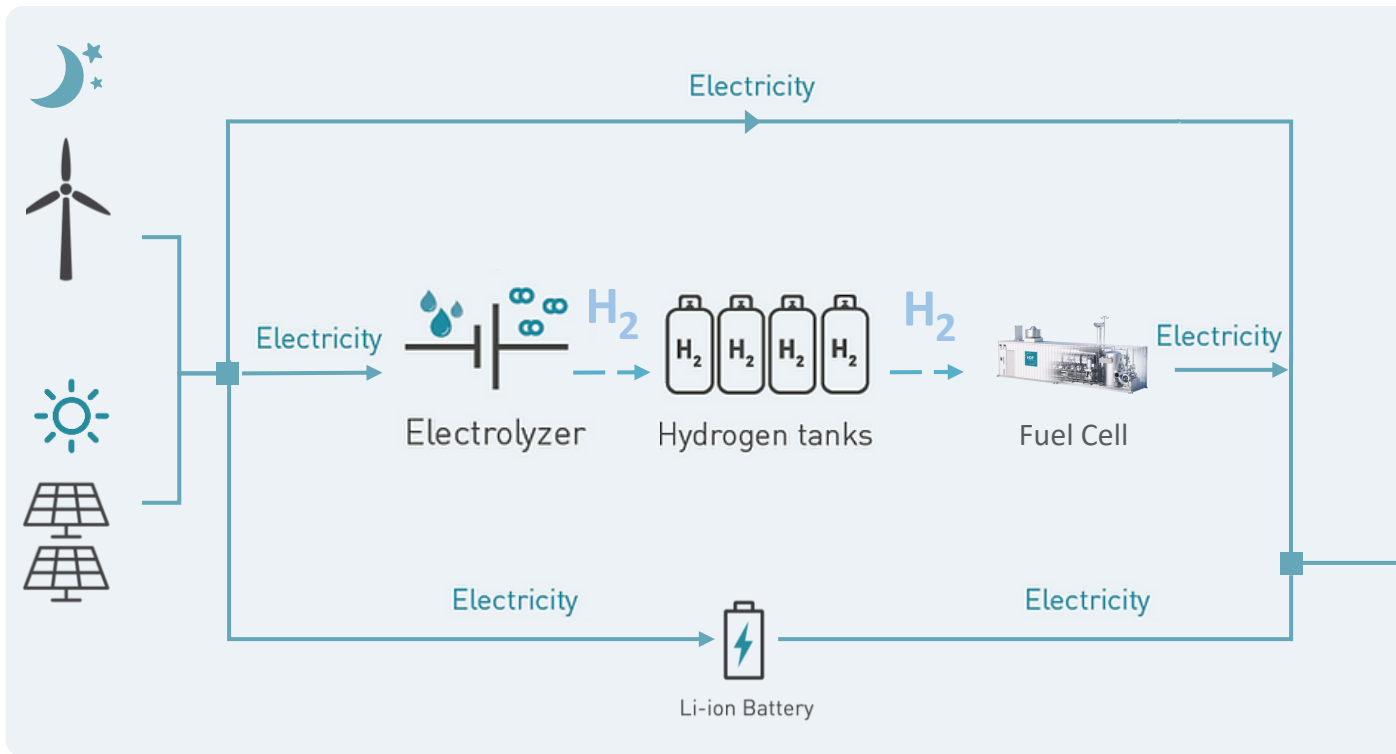 Electricity
Electricity
H2
H2
H2
H2
H2
H2
Electricity
Electrolyzer
Hydrogen tanks
Fuel Cell
Electricity
Electricity
Li-ion Battery